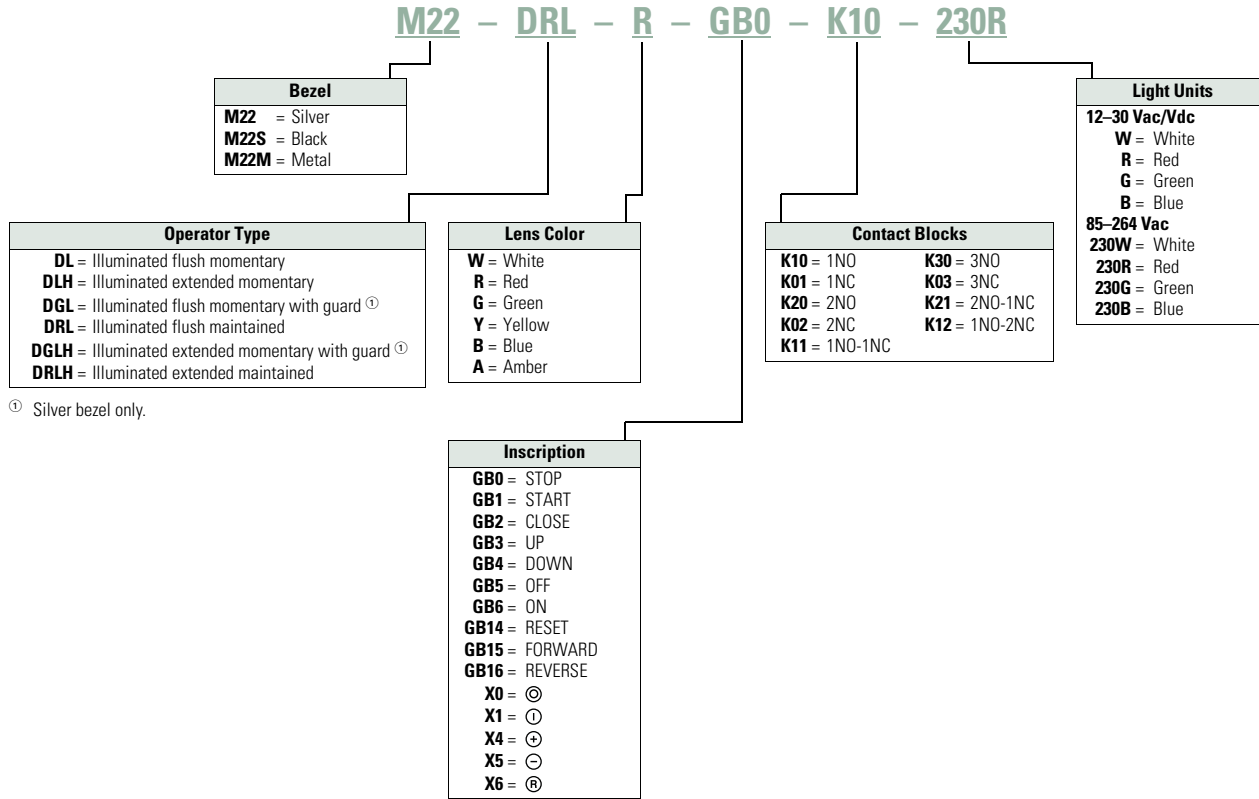 M22 – DRL – R – GB0 – K10 – 230R
Bezel
M22 = Silver
M22S = Black
M22M = Metal
Light Units
12–30 Vac/Vdc
W = White
R = Red
G = Green
B = Blue
85–264 Vac
230W = White
230R = Red
230G = Green
230B = Blue
Operator Type
DL = Illuminated flush momentary
DLH = Illuminated extended momentary
DGL = Illuminated flush momentary with guard ①
DRL = Illuminated flush maintained
DGLH = Illuminated extended momentary with guard ①
DRLH = Illuminated extended maintained
① Silver bezel only.
Lens Color
W = White
R = Red
G = Green
Y = Yellow
B = Blue
A = Amber
Contact Blocks
K10 = 1NO K30 = 3NO
K01 = 1NC K03 = 3NC
K20 = 2NO K21 = 2NO-1NC
K02 = 2NC K12 = 1NO-2NC
K11 = 1NO-1NC
Inscription
GB0 = STOP
GB1 = START
GB2 = CLOSE
GB3 = UP
GB4 = DOWN
GB5 = OFF
GB6 = ON
GB14 = RESET
GB15 = FORWARD
GB16 = REVERSE
X0 = ◎
X1 = Ⓘ
X4 = ⊕
X5 = ⊖
X6 = Ⓡ